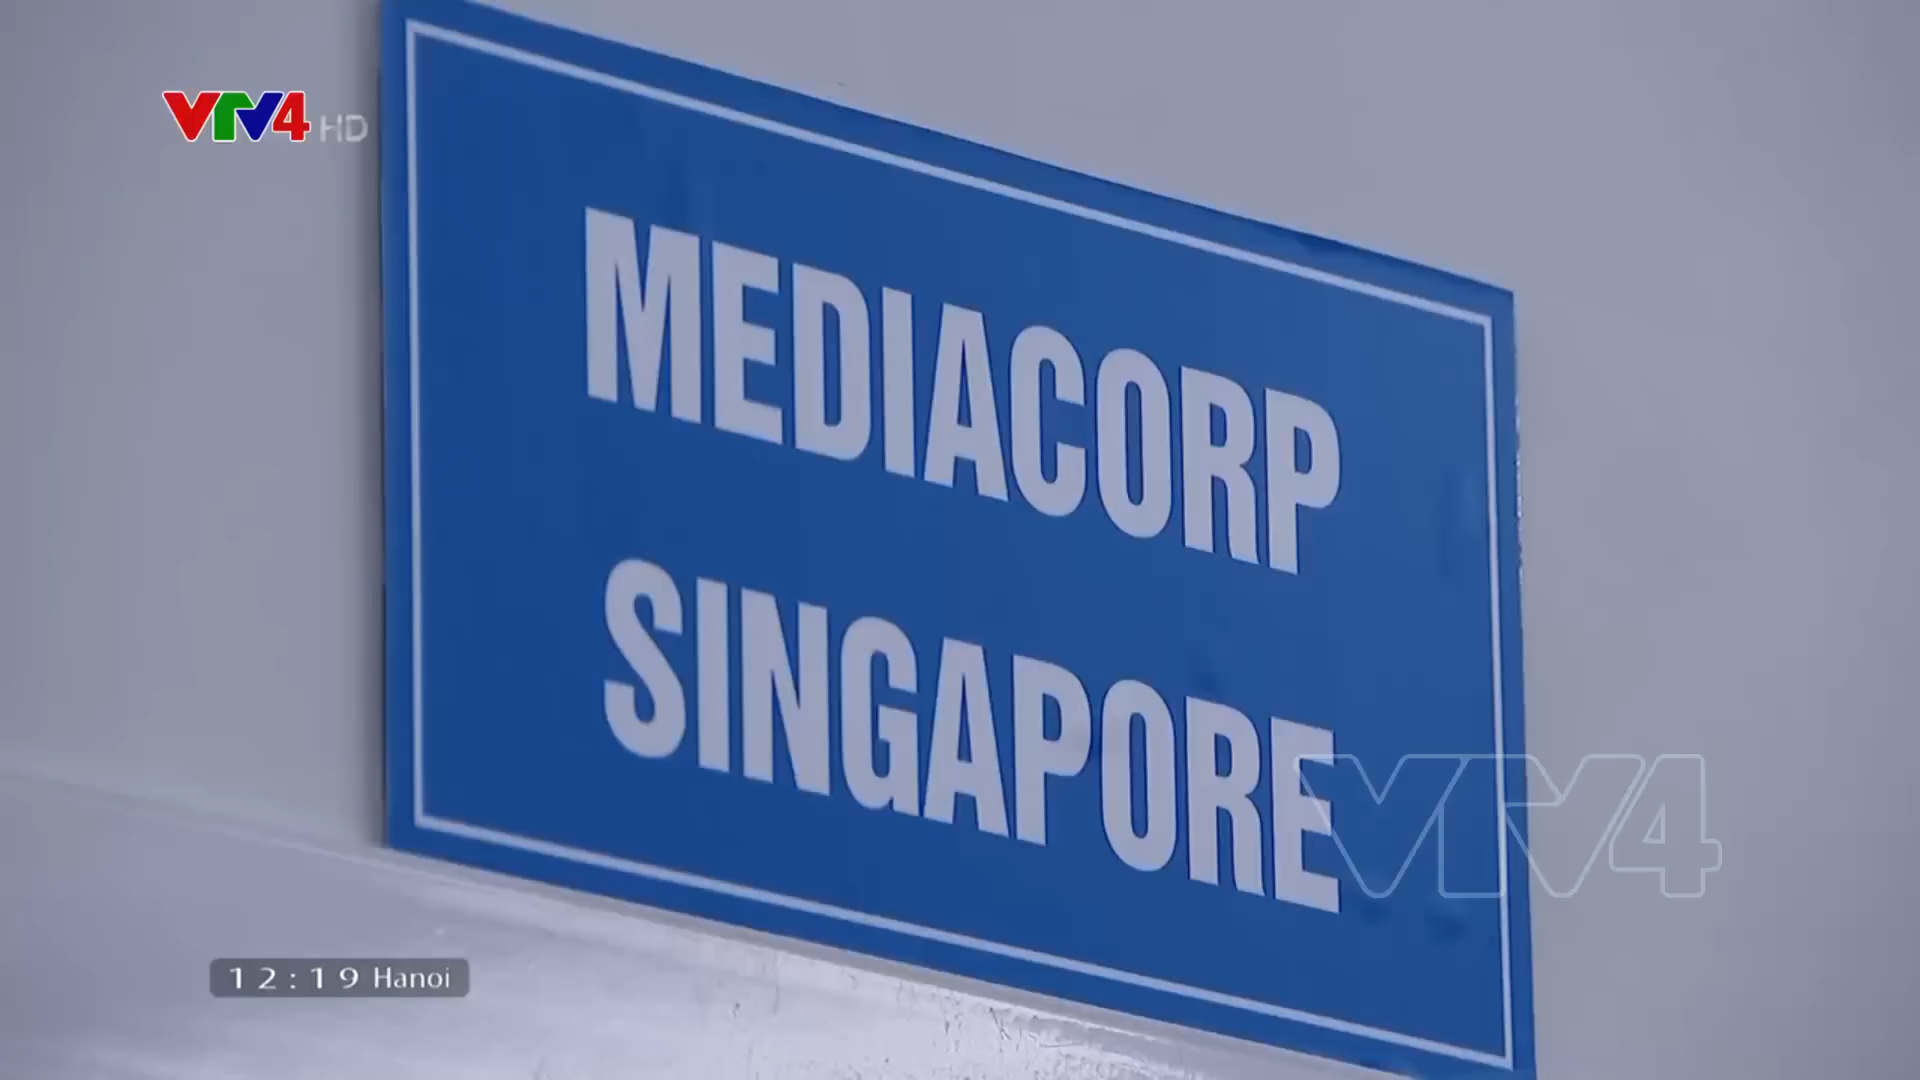 VTV4 HD
MEDIACORP
SINGAPORE
VTV4
12:19 Hanoi